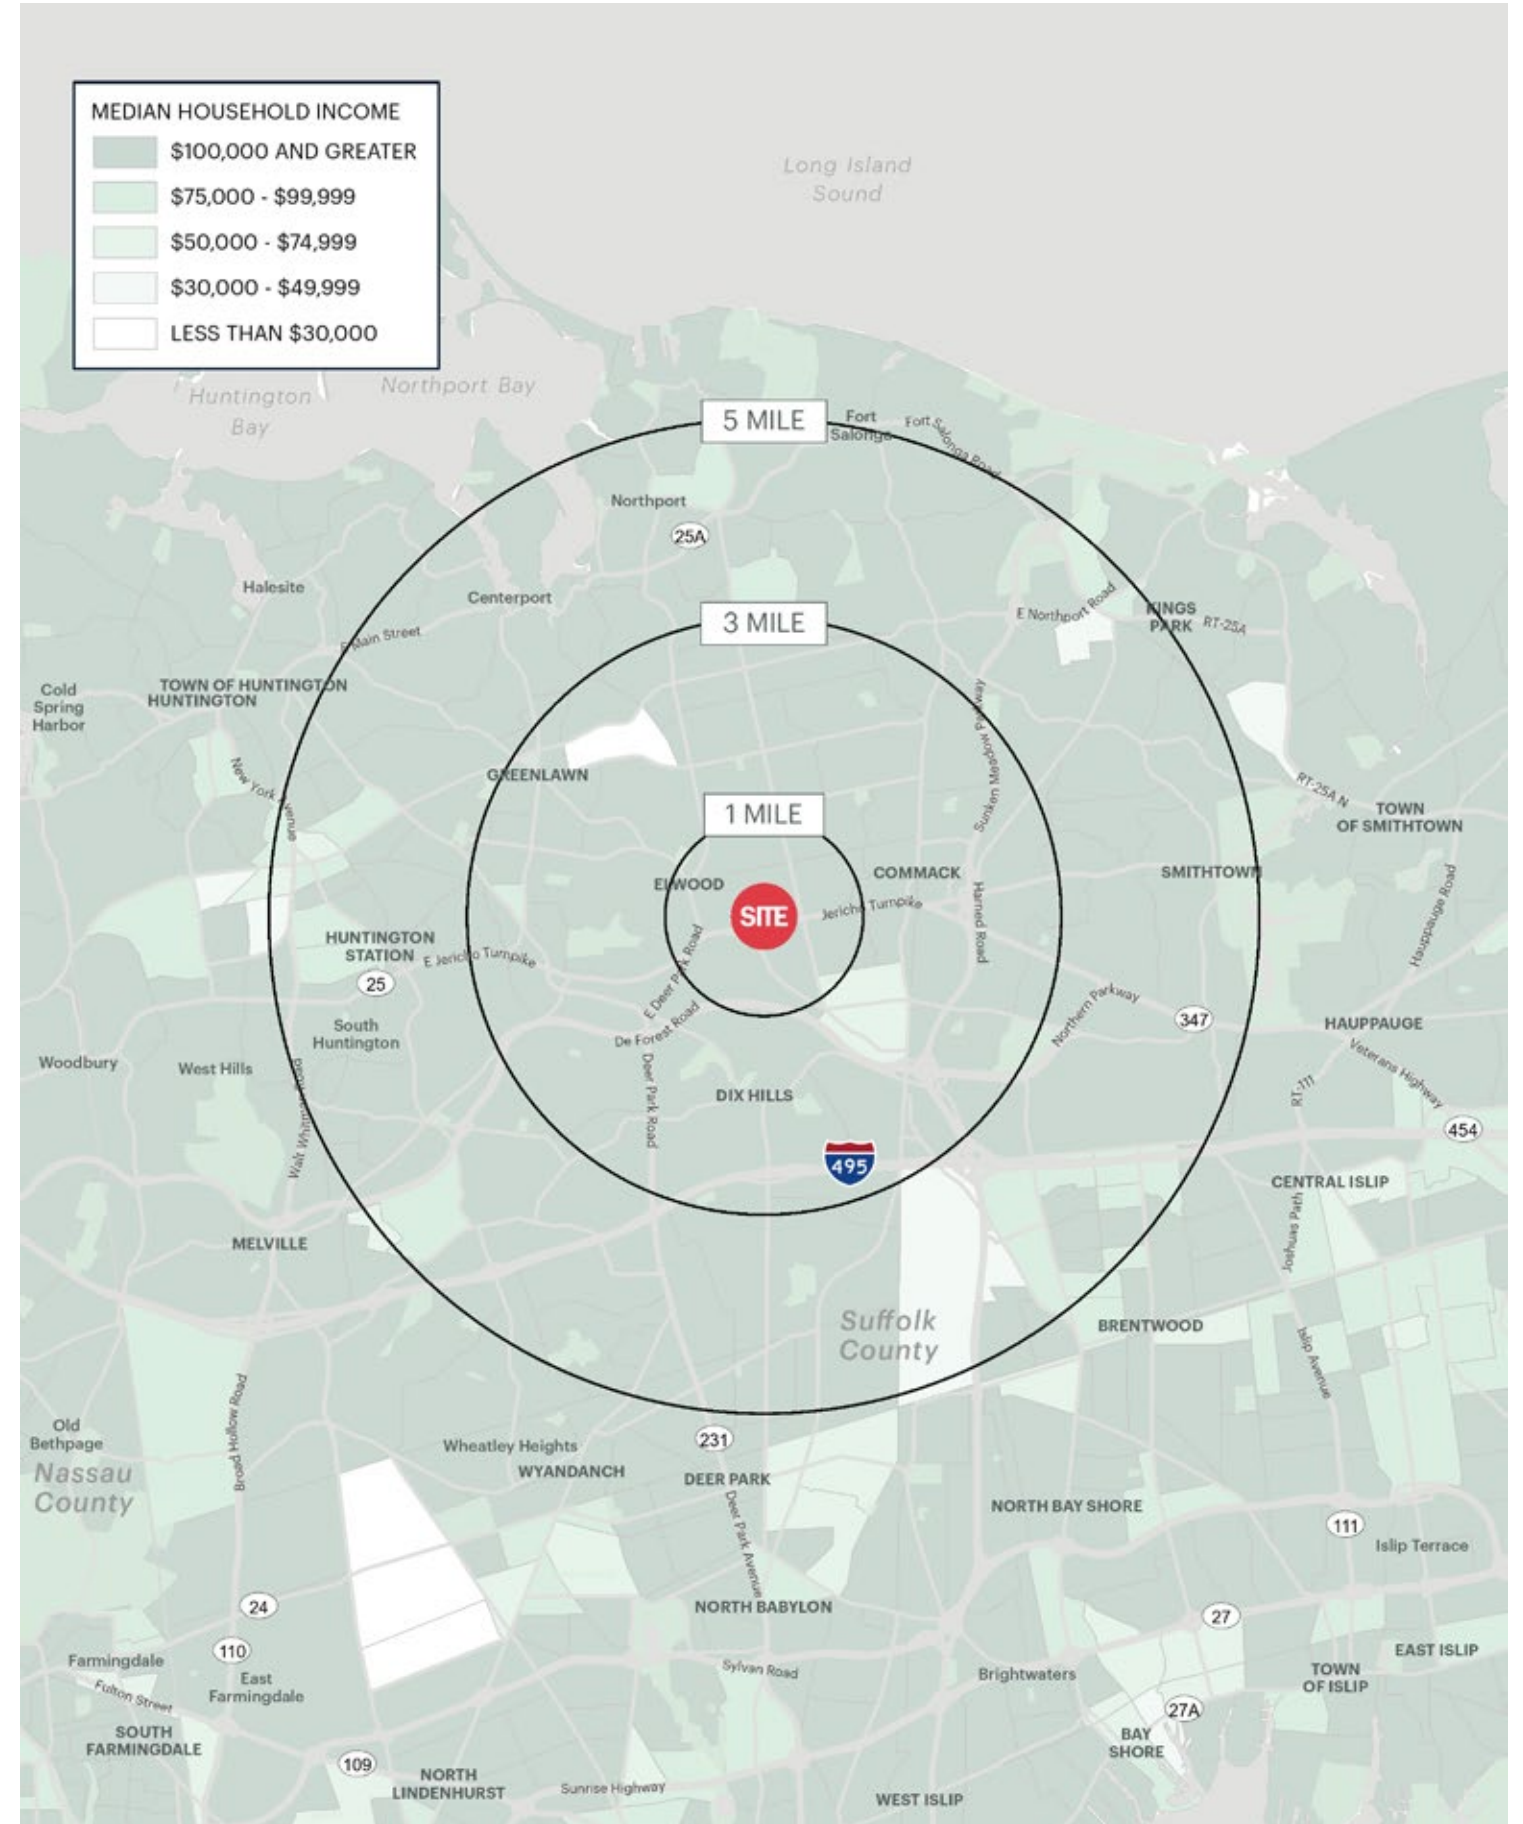 MEDIAN HOUSEHOLD INCOME
$100,000 AND GREATER
$75,000 - $99,999
$50,000 - $74,999
$30,000 - $49,999
LESS THAN $30,000
Long Island
Sound
Huntington
Bay
Northport Bay
5 MILE
Fort
Salonga
Fort Salonga Road
Northport
25A
Halesite
Centerport
E Northport Road
KINGS
PARK
RT-25A
3 MILE
E Main Street
TOWN OF HUNTINGTON
HUNTINGTON
Cold
Spring
Harbor
Sunken Meadow Parkway
GREENLAWN
New York Avenue
RT-25A N
TOWN
OF SMITHTOWN
1 MILE
ELWOOD
COMMACK
SMITHTOWN
SITE
Jericho Turnpike
Harned Road
Hauppauge Road
HUNTINGTON
STATION
E Jericho Turnpike
25
E Deer Park Road
De Forest Road
Northern Parkway
347
HAUPPAUGE
South
Huntington
Woodbury
West Hills
Veterans Highway
RT-111
454
Deer Park Road
DIX HILLS
Walt Whitman Road
495
CENTRAL ISLIP
Joshuas Path
MELVILLE
Suffolk
County
BRENTWOOD
Islip Avenue
Broad Hollow Road
Old
Bethpage
Nassau
County
Wheatley Heights
WYANDANCH
231
DEER PARK
Deer Park Avenue
NORTH BAY SHORE
111
Islip Terrace
24
NORTH BABYLON
27
110
Farmingdale
East
Farmingdale
Fulton Street
Sylvan Road
Brightwaters
EAST ISLIP
TOWN
OF ISLIP
27A
SOUTH
FARMINGDALE
BAY
SHORE
109
NORTH
LINDENHURST
Sunrise Highway
WEST ISLIP